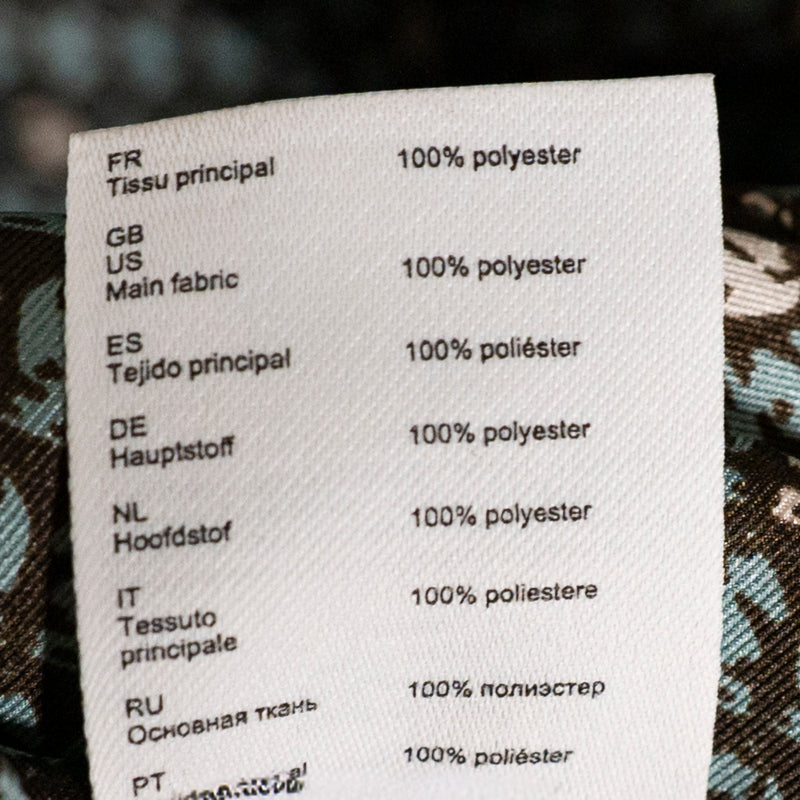 FR
Tissu principal 100% polyester
GB
US
Main fabric 100% polyester
ES
Tejido principal 100% poliéster
DE
Hauptstoff 100% polyester
NL
Hoofdstof 100% polyester
IT
Tessuto 100% poliestere
principale
RU
Основная ткань 100% полиэстер
PT
100% poliéster